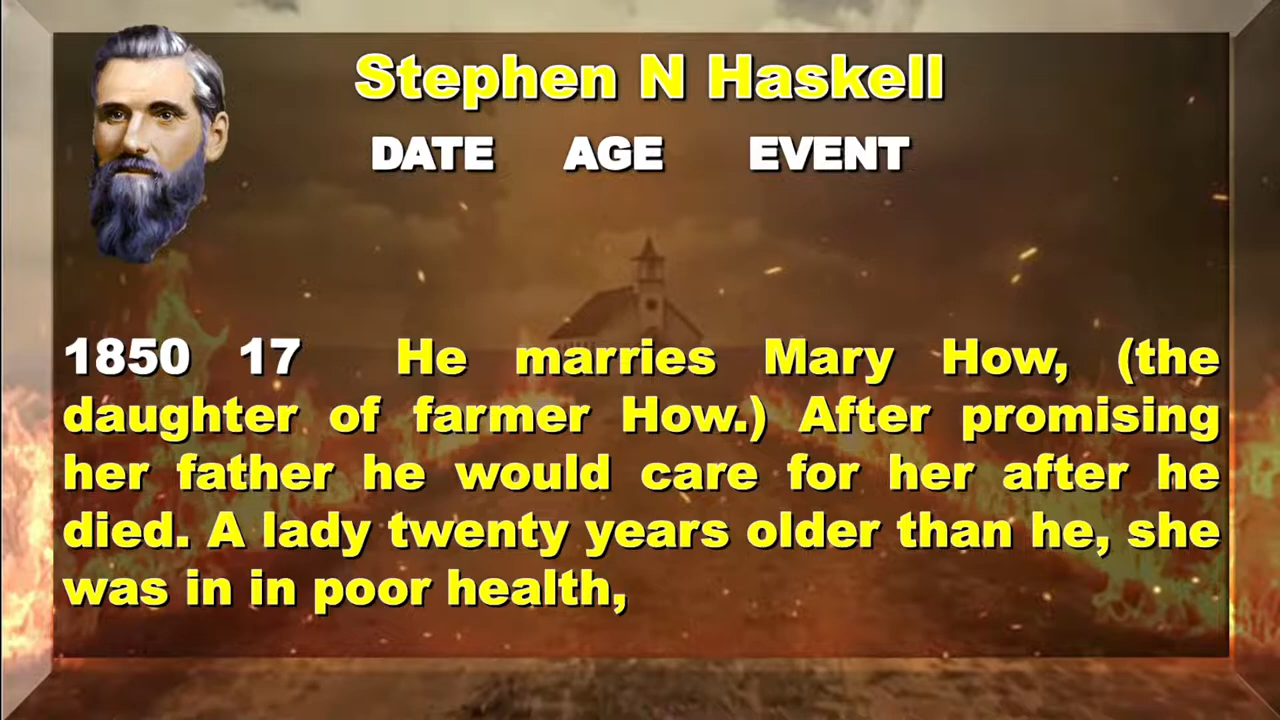 Stephen N Haskell
DATE AGE EVENT
1850 17 He marries Mary How, (the
daughter of farmer How.) After promising
her father he would care for her after he
died. A lady twenty years older than he, she
was in in poor health,